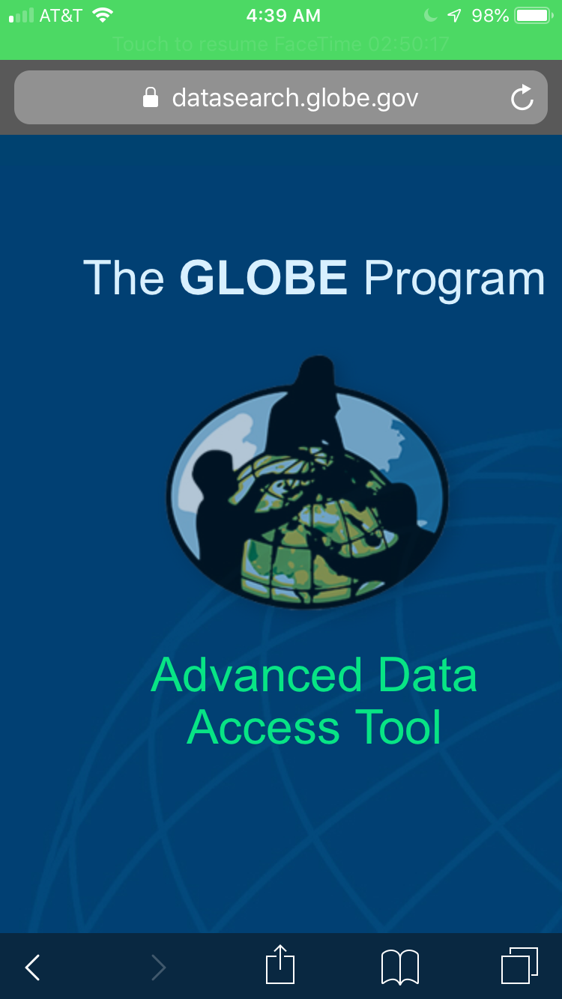 AT&T 4:39 AM 98%
Touch to resume FaceTime 02:50:17
datasearch.globe.gov
The GLOBE Program
Advanced Data
Access Tool